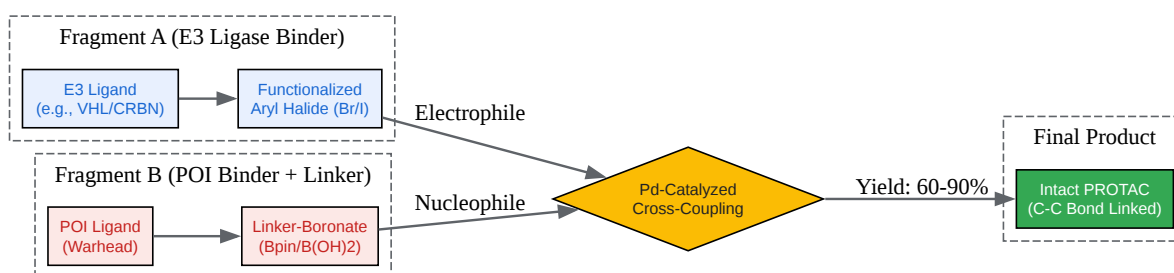 Fragment A (E3 Ligase Binder)
E3 Ligand
(e.g., VHL/CRBN)
Functionalized
Aryl Halide (Br/I)
Electrophile
Fragment B (POI Binder + Linker)
POI Ligand
(Warhead)
Linker-Boronate
(Bpin/B(OH)2)
Nucleophile
Pd-Catalyzed
Cross-Coupling
Yield: 60-90%
Final Product
Intact PROTAC
(C-C Bond Linked)